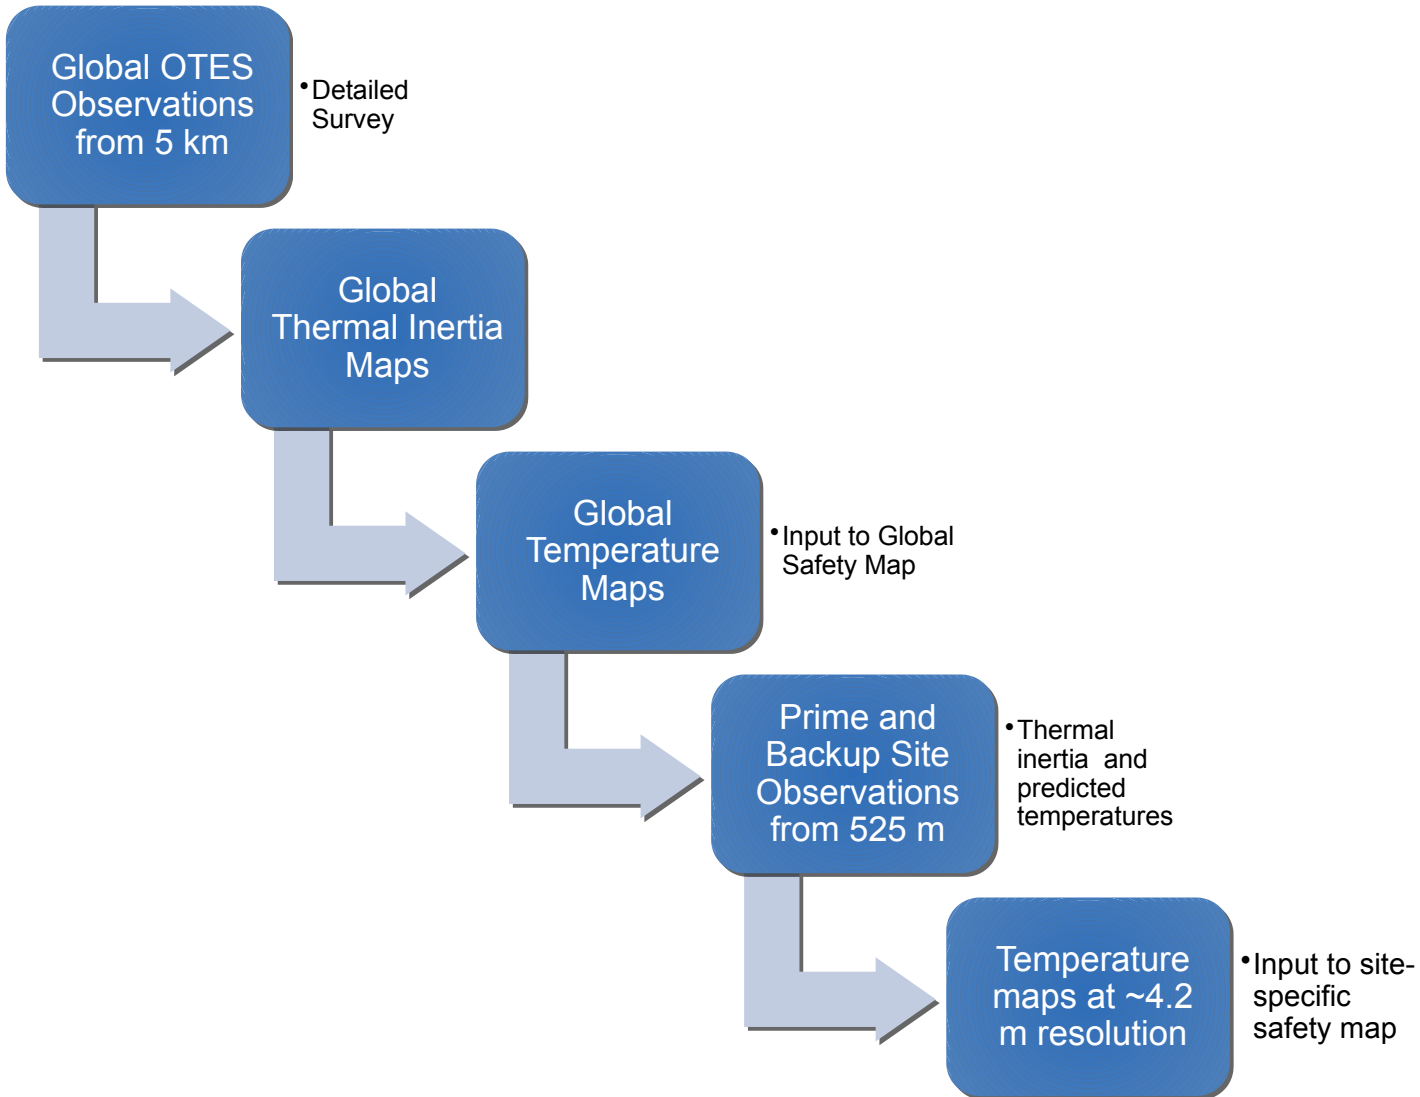 Global OTES
Observations
from 5 km
•Detailed
Survey
Global
Thermal Inertia
Maps
Global
Temperature
Maps
•Input to Global
Safety Map
Prime and
Backup Site
Observations
from 525 m
•Thermal
inertia and
predicted
temperatures
Temperature
maps at ~4.2
m resolution
•Input to site-
specific
safety map